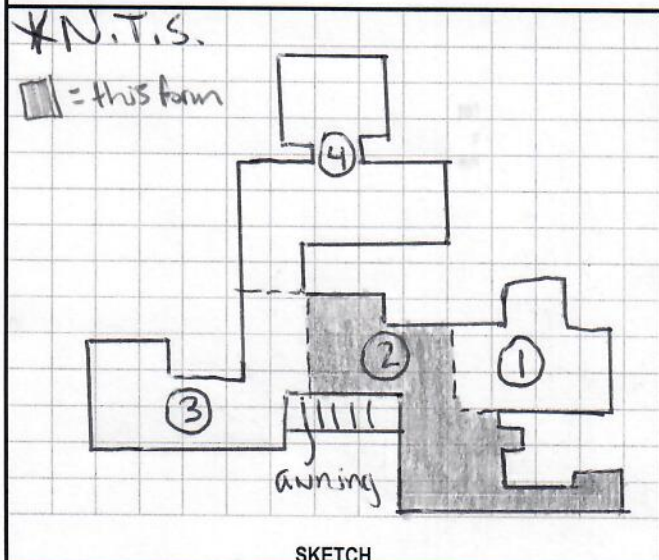 *N.T.S.
= this form
4
2
1
3
awning
SKETCH